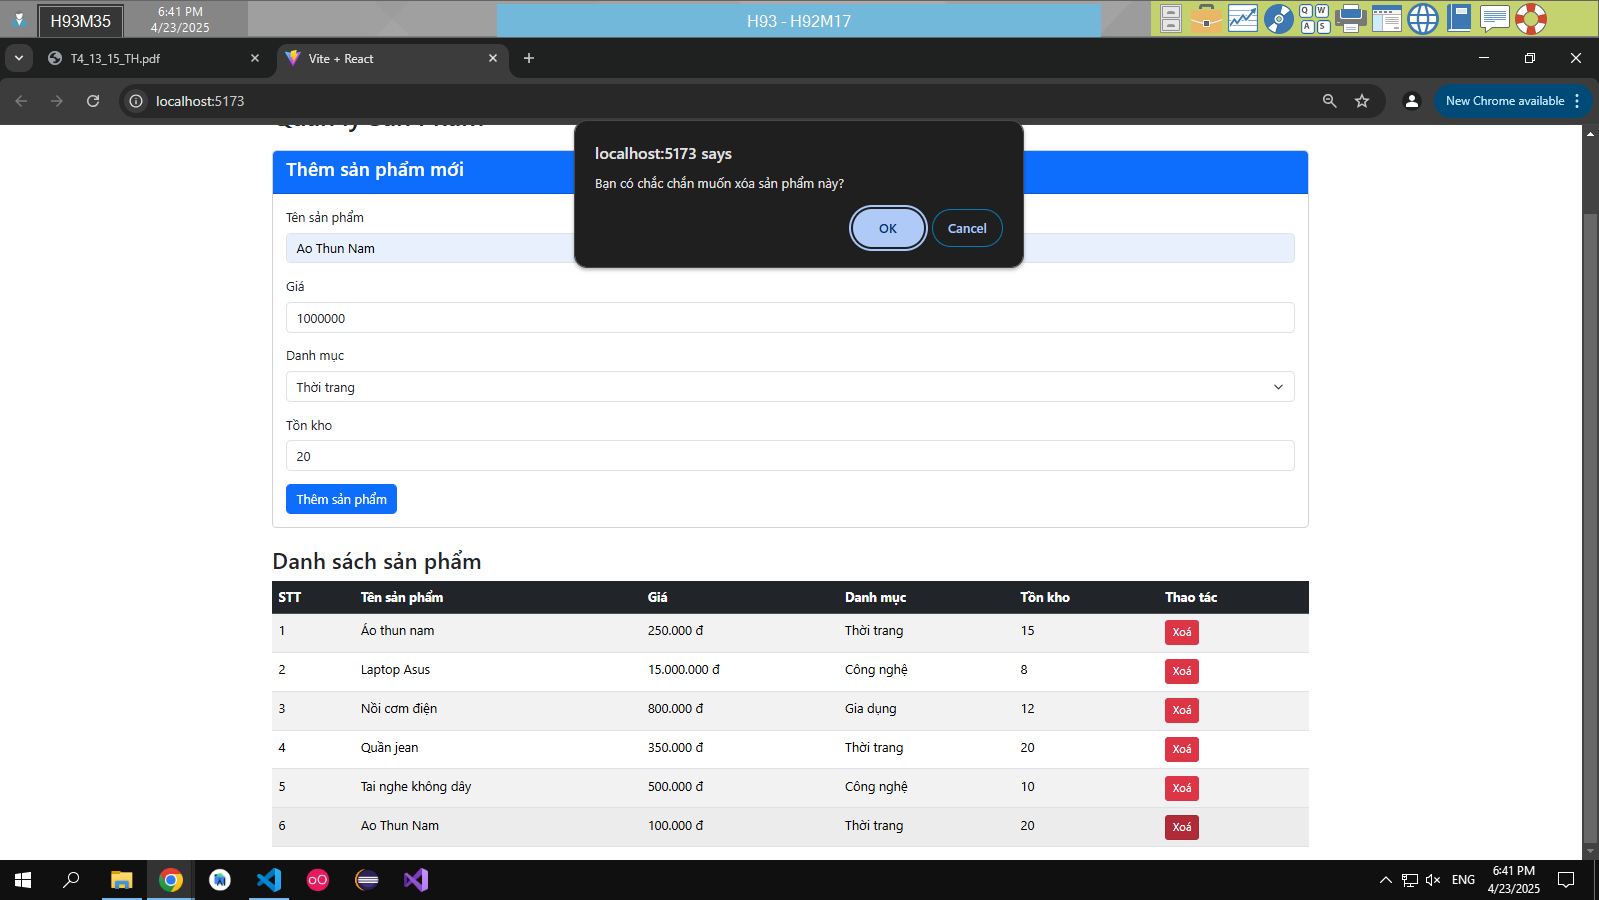 H93M35
6:41 PM
4/23/2025
H93 - H92M17
Q W
A S
T4_13_15_TH.pdf
Vite + React
localhost:5173
New Chrome available
localhost:5173 says
Bạn có chắc chắn muốn xóa sản phẩm này?
OK
Cancel
Thêm sản phẩm mới
Tên sản phẩm
Ao Thun Nam
Giá
1000000
Danh mục
Thời trang
Tồn kho
20
Thêm sản phẩm
Danh sách sản phẩm
STT Tên sản phẩm Giá Danh mục Tồn kho Thao tác
1 Áo thun nam 250.000 đ Thời trang 15 Xoá
2 Laptop Asus 15.000.000 đ Công nghệ 8 Xoá
3 Nồi cơm điện 800.000 đ Gia dụng 12 Xoá
4 Quần jean 350.000 đ Thời trang 20 Xoá
5 Tai nghe không dây 500.000 đ Công nghệ 10 Xoá
6 Ao Thun Nam 100.000 đ Thời trang 20 Xoá
ENG
6:41 PM
4/23/2025